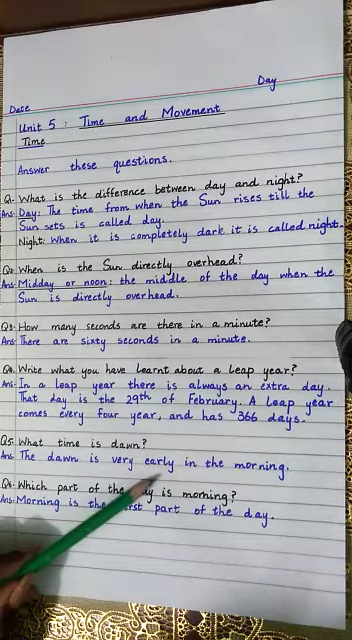 Day
Date
Unit 5 : Time and Movement
Time
Answer these questions.
Q1. What is the difference between day and night?
Ans: Day: The time from when the Sun rises till the
Sun sets is called day.
Night: When it is completely dark it is called night.
Q2. When is the Sun directly overhead?
Ans: Midday or noon: the middle of the day when the
Sun is directly overhead.
Q3. How many seconds are there in a minute?
Ans: There are sixty seconds in a minute.
Q4. Write what you have learnt about a leap year?
Ans: In a leap year there is always an extra day.
That day is the 29th of February. A leap year
comes every four year, and has 366 days.
Q5. What time is dawn?
Ans: The dawn is very early in the morning.
Q6. Which part of the day is morning?
Ans: Morning is the first part of the day.